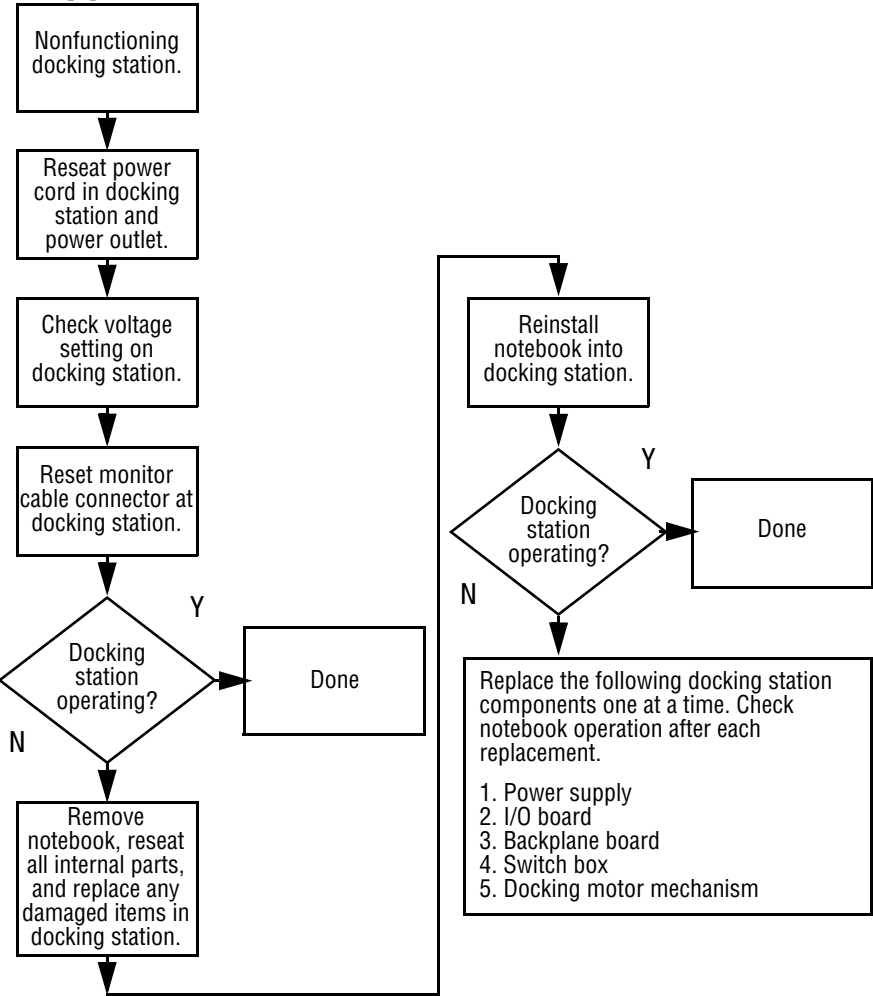 Nonfunctioning
docking station.
Reseat power
cord in docking
station and
power outlet.
Check voltage
setting on
docking station.
Reset monitor
cable connector at
docking station.
Docking
station
operating?
Y
N
Done
Remove
notebook, reseat
all internal parts,
and replace any
damaged items in
docking station.
Reinstall
notebook into
docking station.
Docking
station
operating?
Y
N
Done
Replace the following docking station
components one at a time. Check
notebook operation after each
replacement.
1. Power supply
2. I/O board
3. Backplane board
4. Switch box
5. Docking motor mechanism